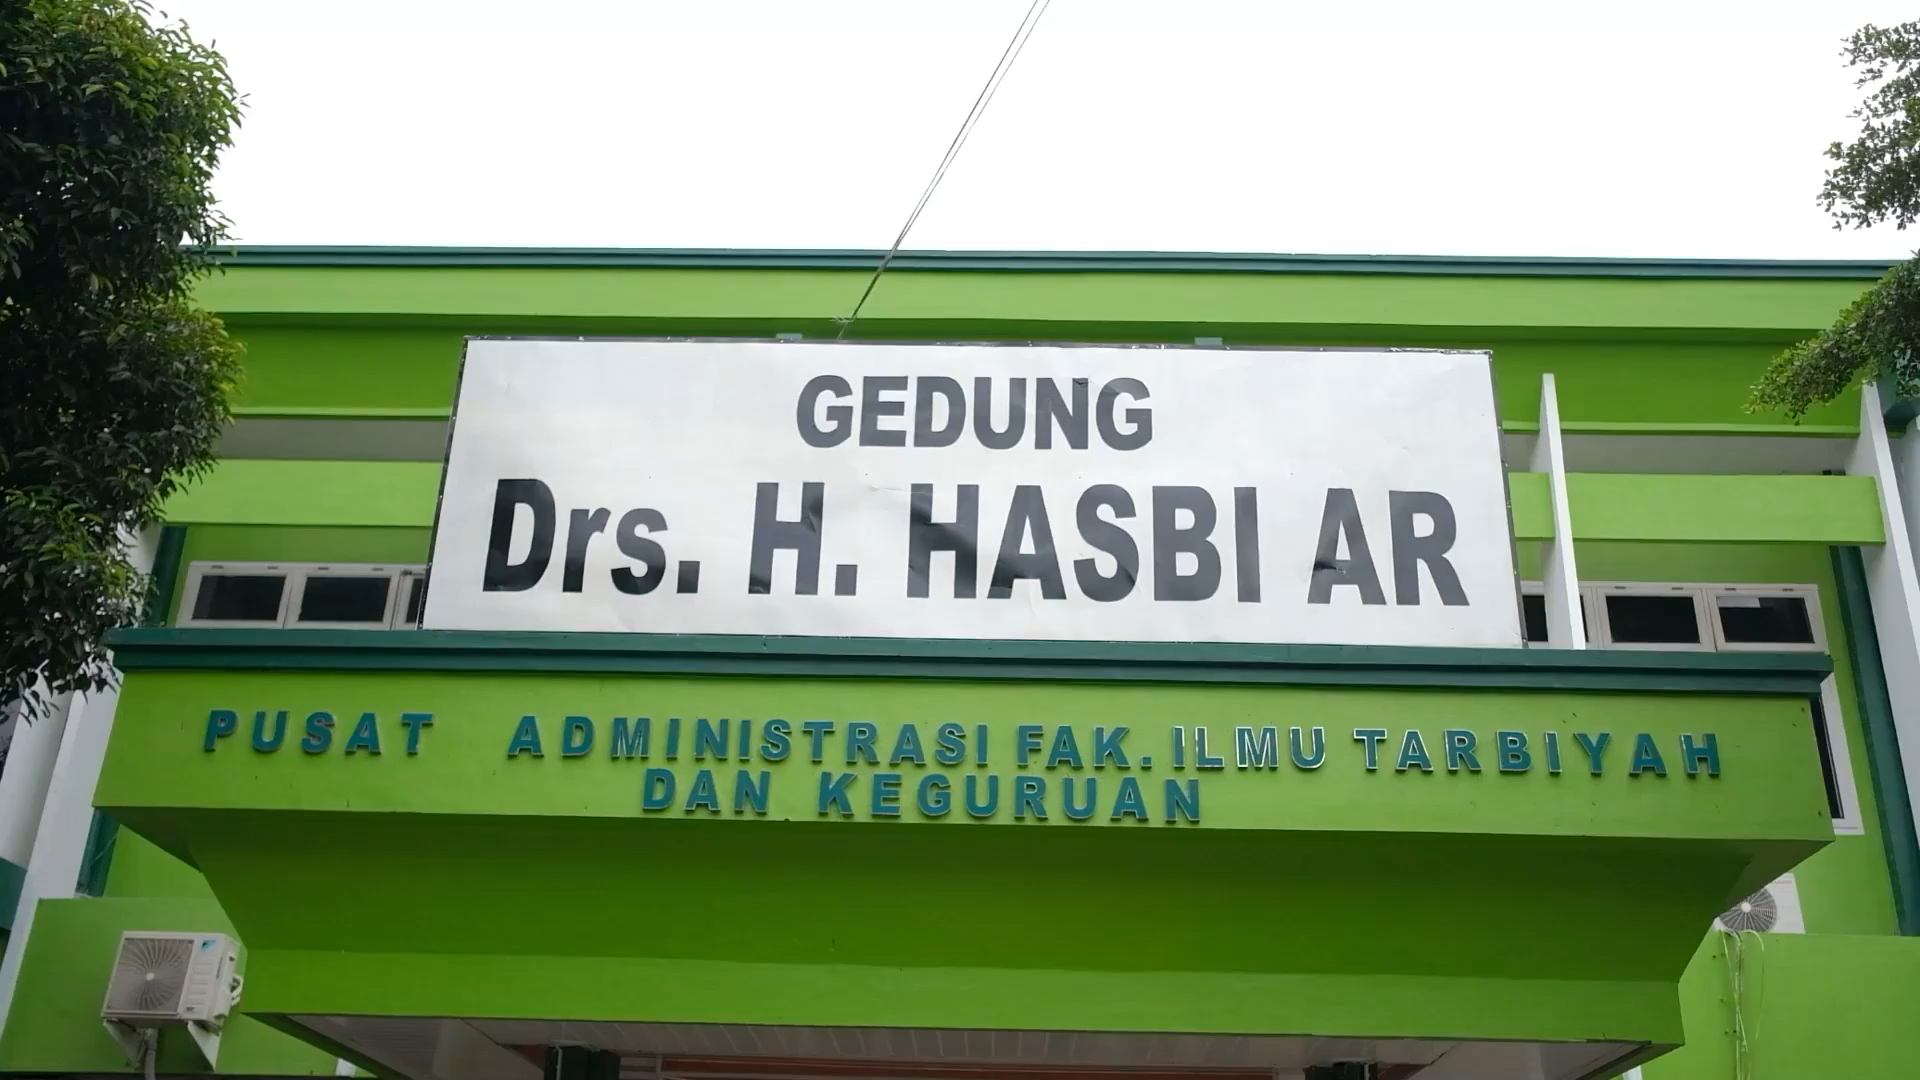 GEDUNG
Drs. H. HASBI AR
PUSAT ADMINISTRASI FAK. ILMU TARBIYAH
DAN KEGURUAN